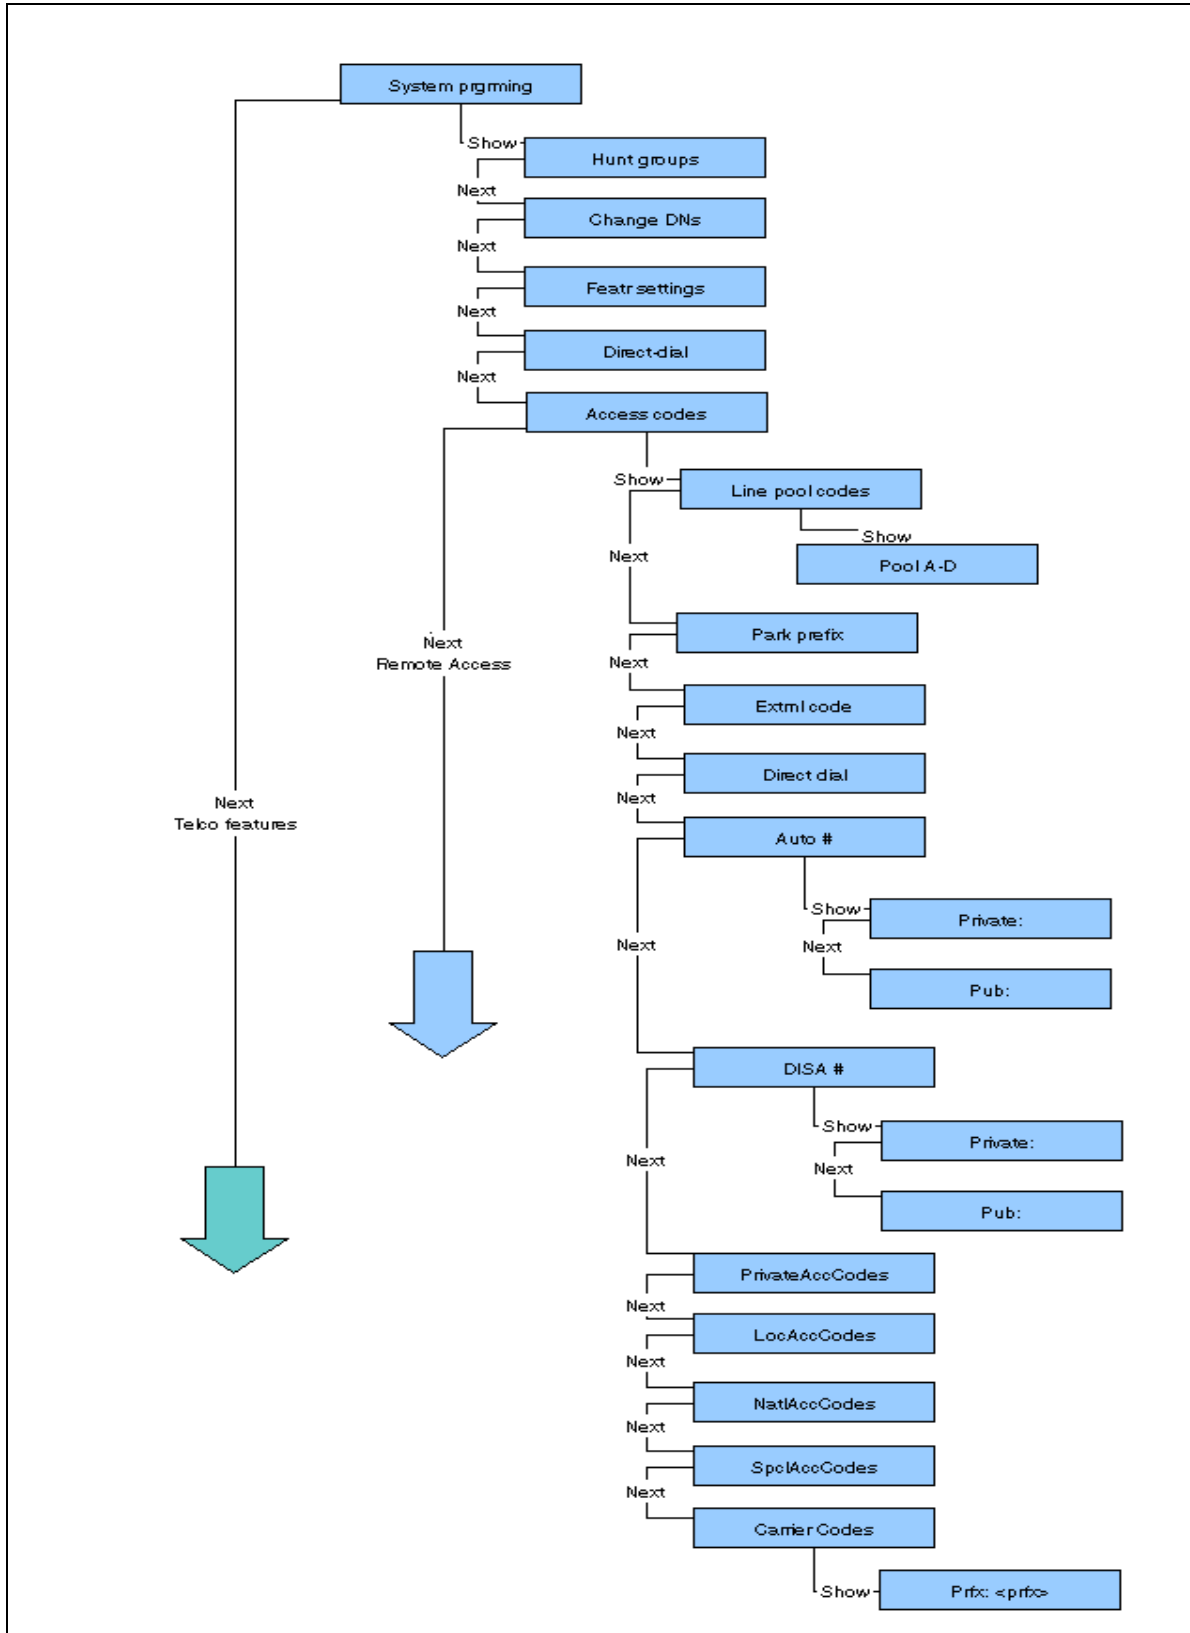 System prgrming
Show
Hunt groups
Next
Change DNs
Next
Featr settings
Next
Direct-dial
Next
Access codes
Show
Line pool codes
Show
Pool A-D
Next
Park prefix
Next
Remote Access
Next
Extrnl code
Next
Direct dial
Next
Next
Telco features
Auto #
Show
Private:
Next
Next
Pub:
DISA #
Show
Private:
Next
Next
Pub:
PrivateAccCodes
Next
LocAccCodes
Next
NatlAccCodes
Next
SpclAccCodes
Next
Carrier Codes
Show
Prfx: <prfx>